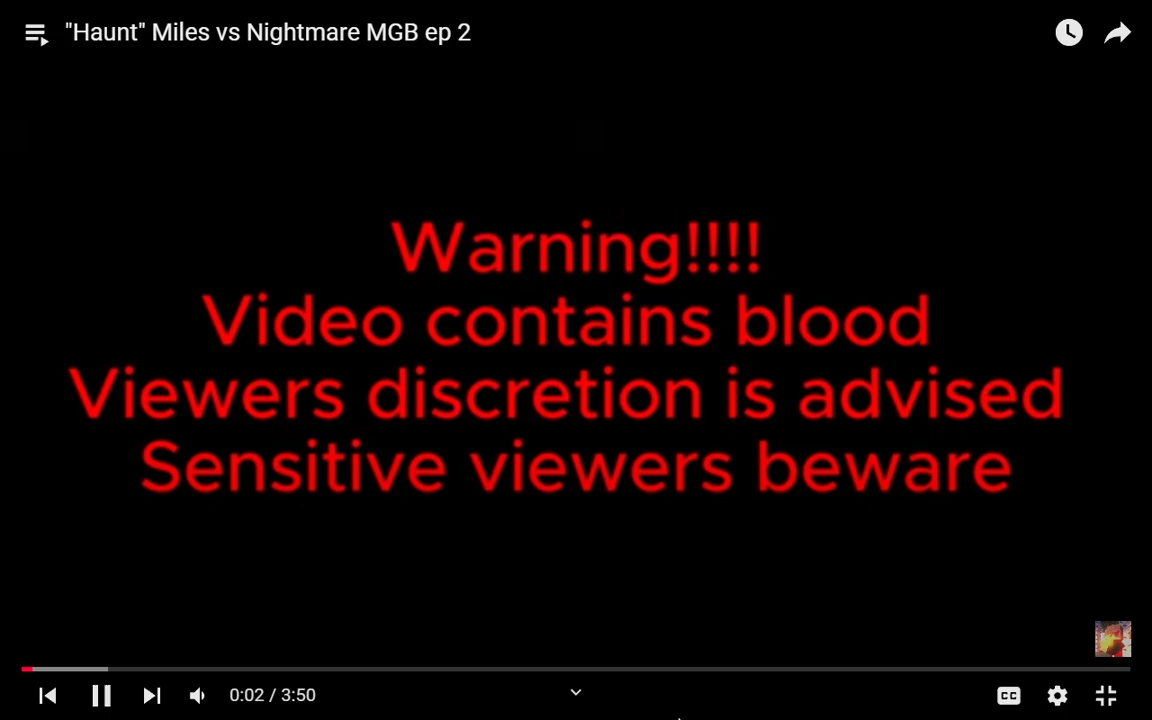 "Haunt" Miles vs Nightmare MGB ep 2
Warning!!!!
Video contains blood
Viewers discretion is advised
Sensitive viewers beware
0:02 / 3:50
CC